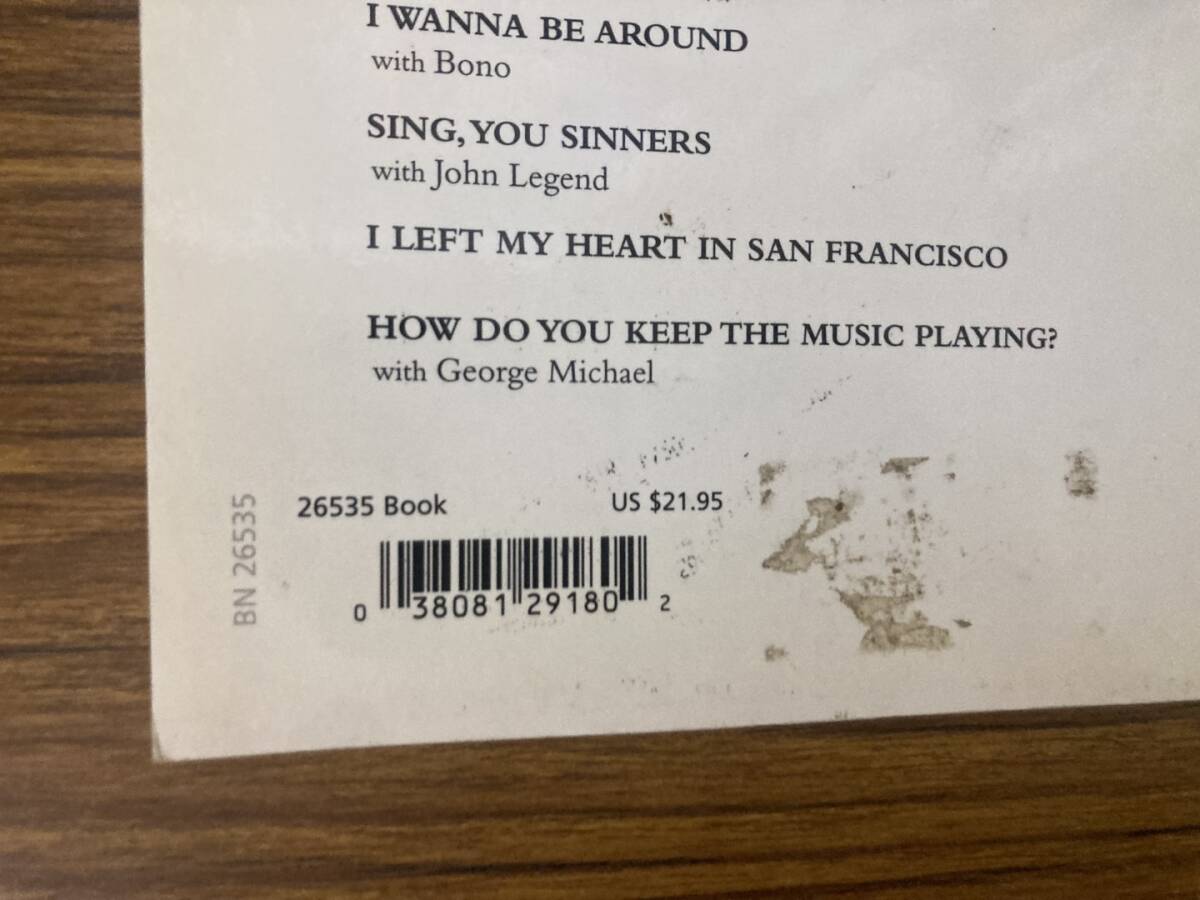 I WANNA BE AROUND
with Bono
SING, YOU SINNERS
with John Legend
I LEFT MY HEART IN SAN FRANCISCO
HOW DO YOU KEEP THE MUSIC PLAYING?
with George Michael
26535 Book
US $21.95
BN 26535
0 38081 29180 2